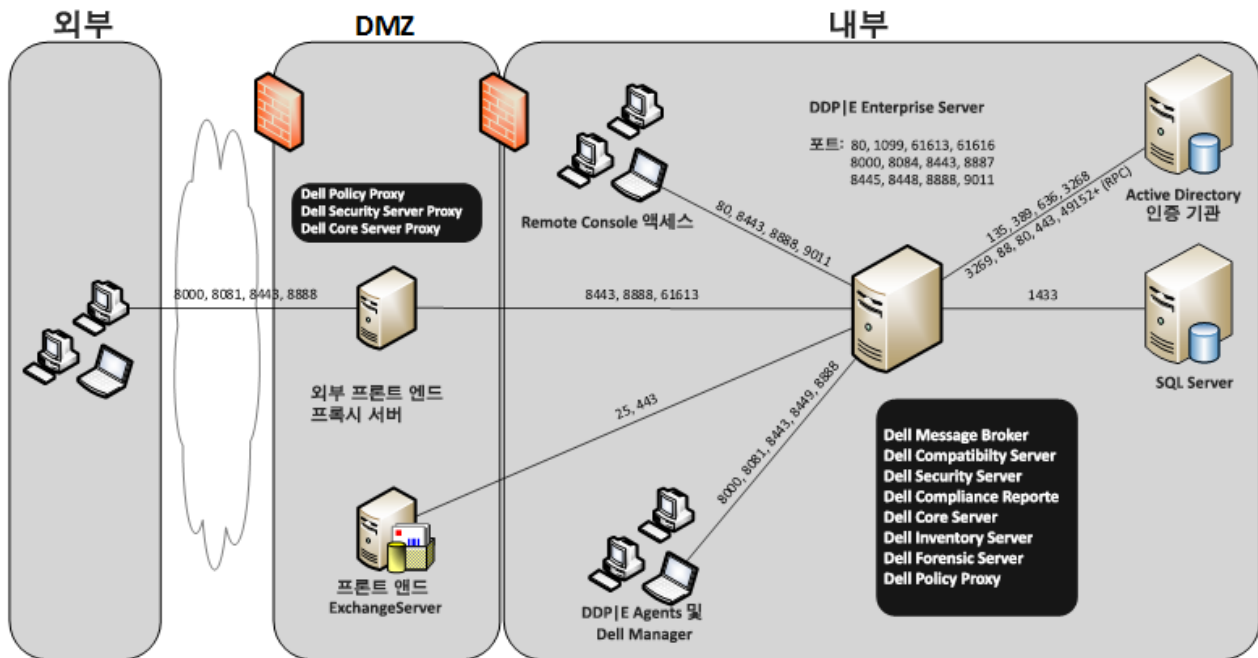 외부
DMZ
내부
Dell Policy Proxy
Dell Security Server Proxy
Dell Core Server Proxy
8000, 8081, 8443, 8888
외부 프론트 엔드
프록시 서버
프론트 앤드
ExchangeServer
Remote Console 액세스
80, 8443, 8888, 9011
DDP|E Enterprise Server
포트: 80, 1099, 61613, 61616
8000, 8084, 8443, 8887
8445, 8448, 8888, 9011
135, 389, 636, 3268
3269, 88, 80, 443, 49152+ (RPC)
Active Directory
인증 기관
8443, 8888, 61613
1433
SQL Server
25, 443
8000, 8081, 8443, 8449, 8888
DDP|E Agents 및
Dell Manager
Dell Message Broker
Dell Compatibilty Server
Dell Security Server
Dell Compliance Reporte
Dell Core Server
Dell Inventory Server
Dell Forensic Server
Dell Policy Proxy